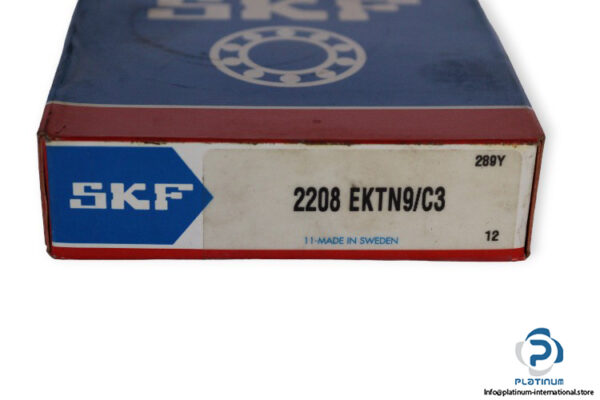 SKF
SKF
2208 EKTN9/C3
289Y
11-MADE IN SWEDEN
12
PLATINUM
Info@platinum-international.store